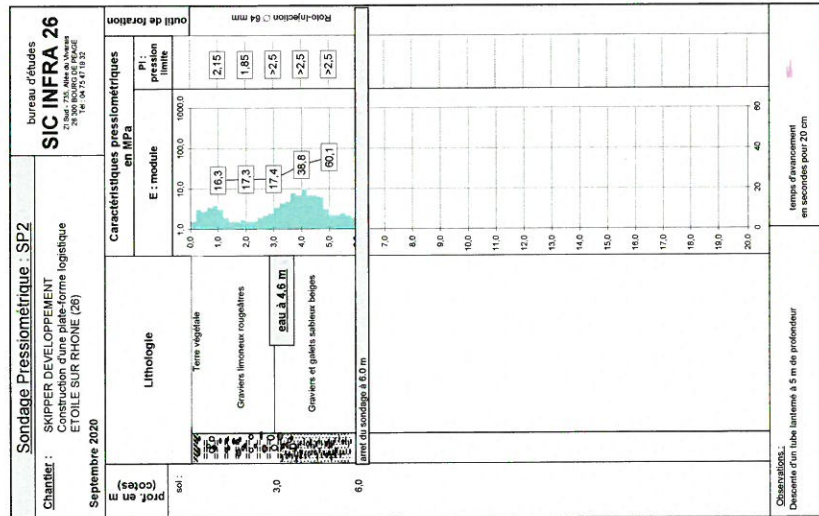 Sondage Pressiométrique : SP2
Chantier :
SKIPPER DEVELOPPEMENT
Construction d'une plate-forme logistique
ETOILE SUR RHONE (26)
Septembre 2020
bureau d'études
SIC INFRA 26
ZI Sud - 735, Allée du Vivarais
26 300 BOURG DE PEAGE
Tél : 04 75 47 19 32
prof. en m
(cotes)
Lithologie
Caractéristiques pressiométriques
en MPa
E : module
Pl :
pression
limite
outil de foration
1,0
10,0
100,0
1000,0
sol :
Terre végétale
Graviers limoneux rougeâtres
3,0
eau à 4,6 m
Graviers et galets sableux beiges
6,0
arret du sondage à 6.0 m
0,0
1,0
2,0
3,0
4,0
5,0
7,0
8,0
9,0
10,0
11,0
12,0
13,0
14,0
15,0
16,0
17,0
18,0
19,0
20,0
16,3
17,3
17,4
38,8
60,1
2,15
1,85
>2,5
>2,5
>2,5
Roto-Injection ∅ 64 mm
0
20
40
60
temps d'avancement
en secondes pour 20 cm
Observations :
Descente d'un tube lanterné à 5 m de profondeur